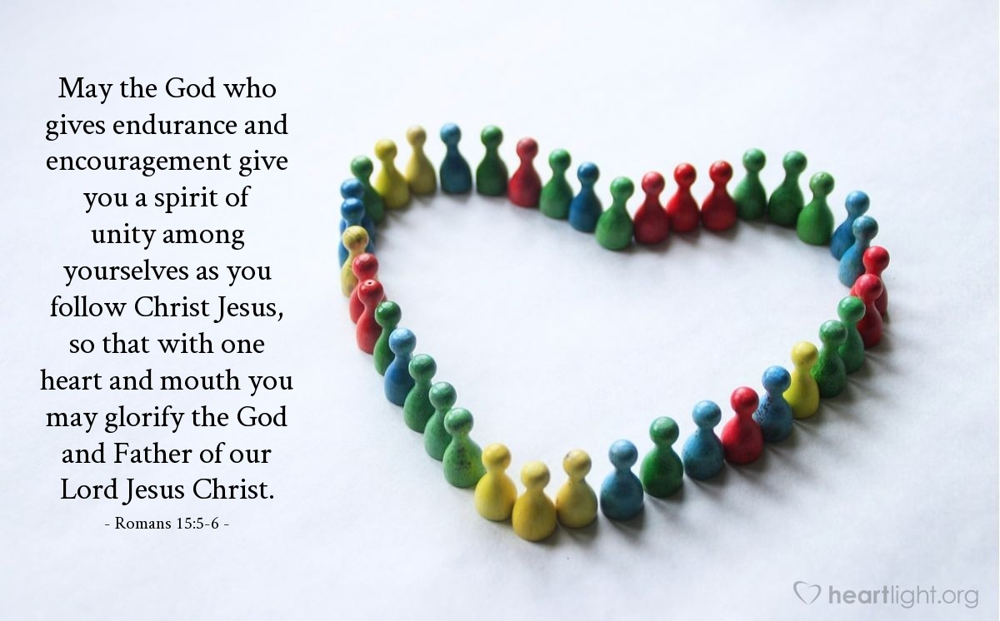 May the God who
gives endurance and
encouragement give
you a spirit of
unity among
yourselves as you
follow Christ Jesus,
so that with one
heart and mouth you
may glorify the God
and Father of our
Lord Jesus Christ.
- Romans 15:5-6 -
heartlight.org